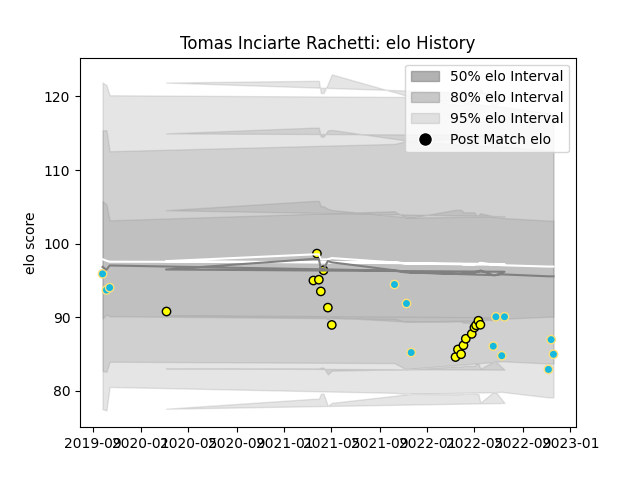 Tomas Inciarte Rachetti: elo History
50% elo Interval
80% elo Interval
95% elo Interval
Post Match elo
elo score
120
110
100
90
80
2019-09 2020-01 2020-05 2020-09 2021-01 2021-05 2021-09 2022-01 2022-05 2022-09 2023-01